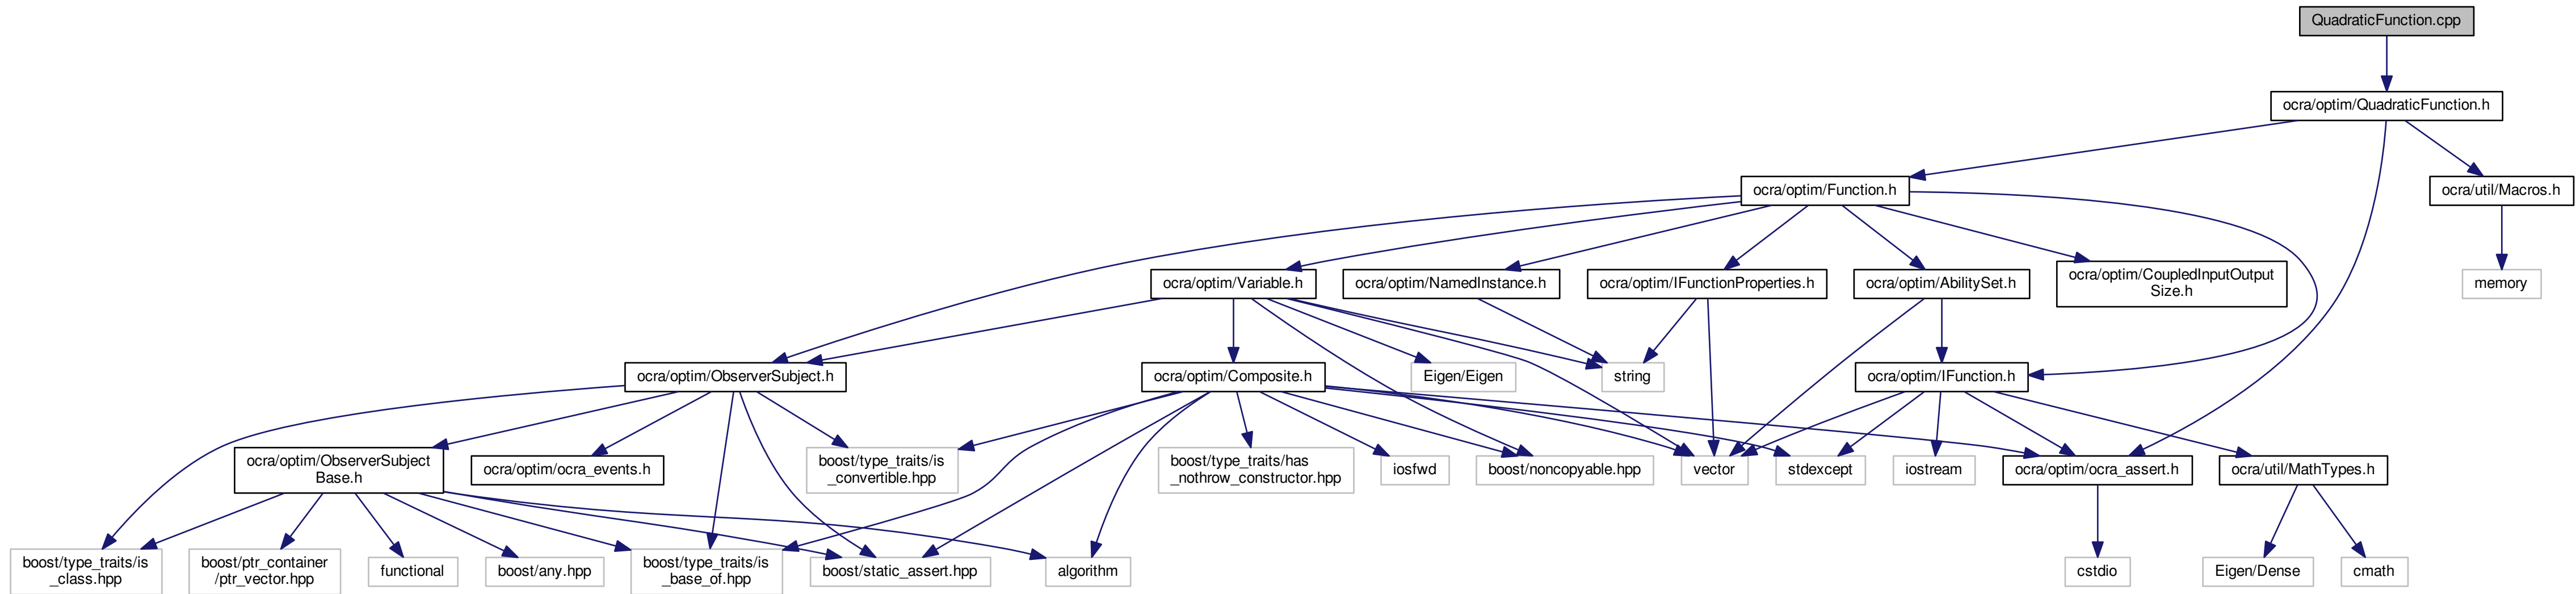 QuadraticFunction.cpp
ocra/optim/QuadraticFunction.h
ocra/optim/Function.h
ocra/util/Macros.h
ocra/optim/Variable.h
ocra/optim/NamedInstance.h
ocra/optim/IFunctionProperties.h
ocra/optim/AbilitySet.h
ocra/optim/CoupledInputOutput
Size.h
memory
ocra/optim/ObserverSubject.h
ocra/optim/Composite.h
Eigen/Eigen
string
ocra/optim/IFunction.h
ocra/optim/ObserverSubject
Base.h
ocra/optim/ocra_events.h
boost/type_traits/is
_convertible.hpp
boost/type_traits/has
_nothrow_constructor.hpp
iosfwd
boost/noncopyable.hpp
vector
stdexcept
iostream
ocra/optim/ocra_assert.h
ocra/util/MathTypes.h
boost/type_traits/is
_class.hpp
boost/ptr_container
/ptr_vector.hpp
functional
boost/any.hpp
boost/type_traits/is
_base_of.hpp
boost/static_assert.hpp
algorithm
cstdio
Eigen/Dense
cmath